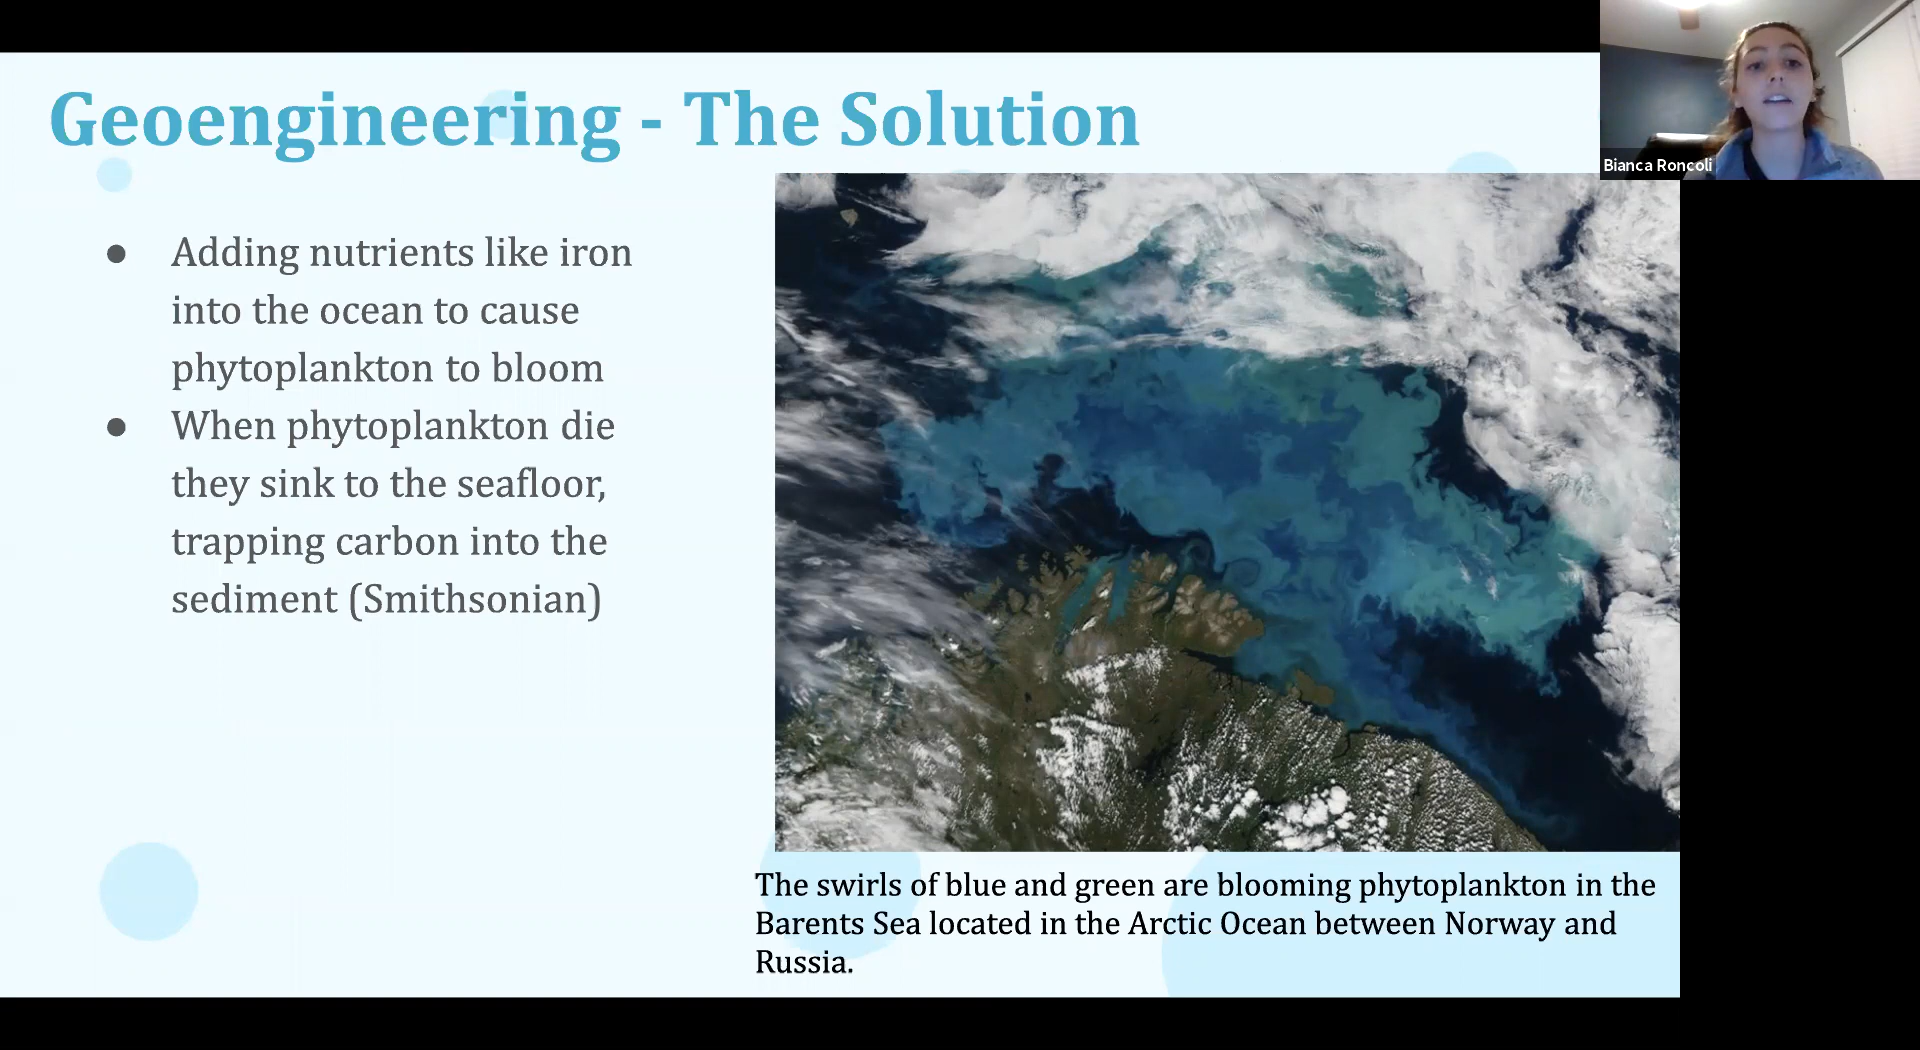 Geoengineering - The Solution
Bianca Roncoli
● Adding nutrients like iron
into the ocean to cause
phytoplankton to bloom
● When phytoplankton die
they sink to the seafloor,
trapping carbon into the
sediment (Smithsonian)
The swirls of blue and green are blooming phytoplankton in the
Barents Sea located in the Arctic Ocean between Norway and
Russia.